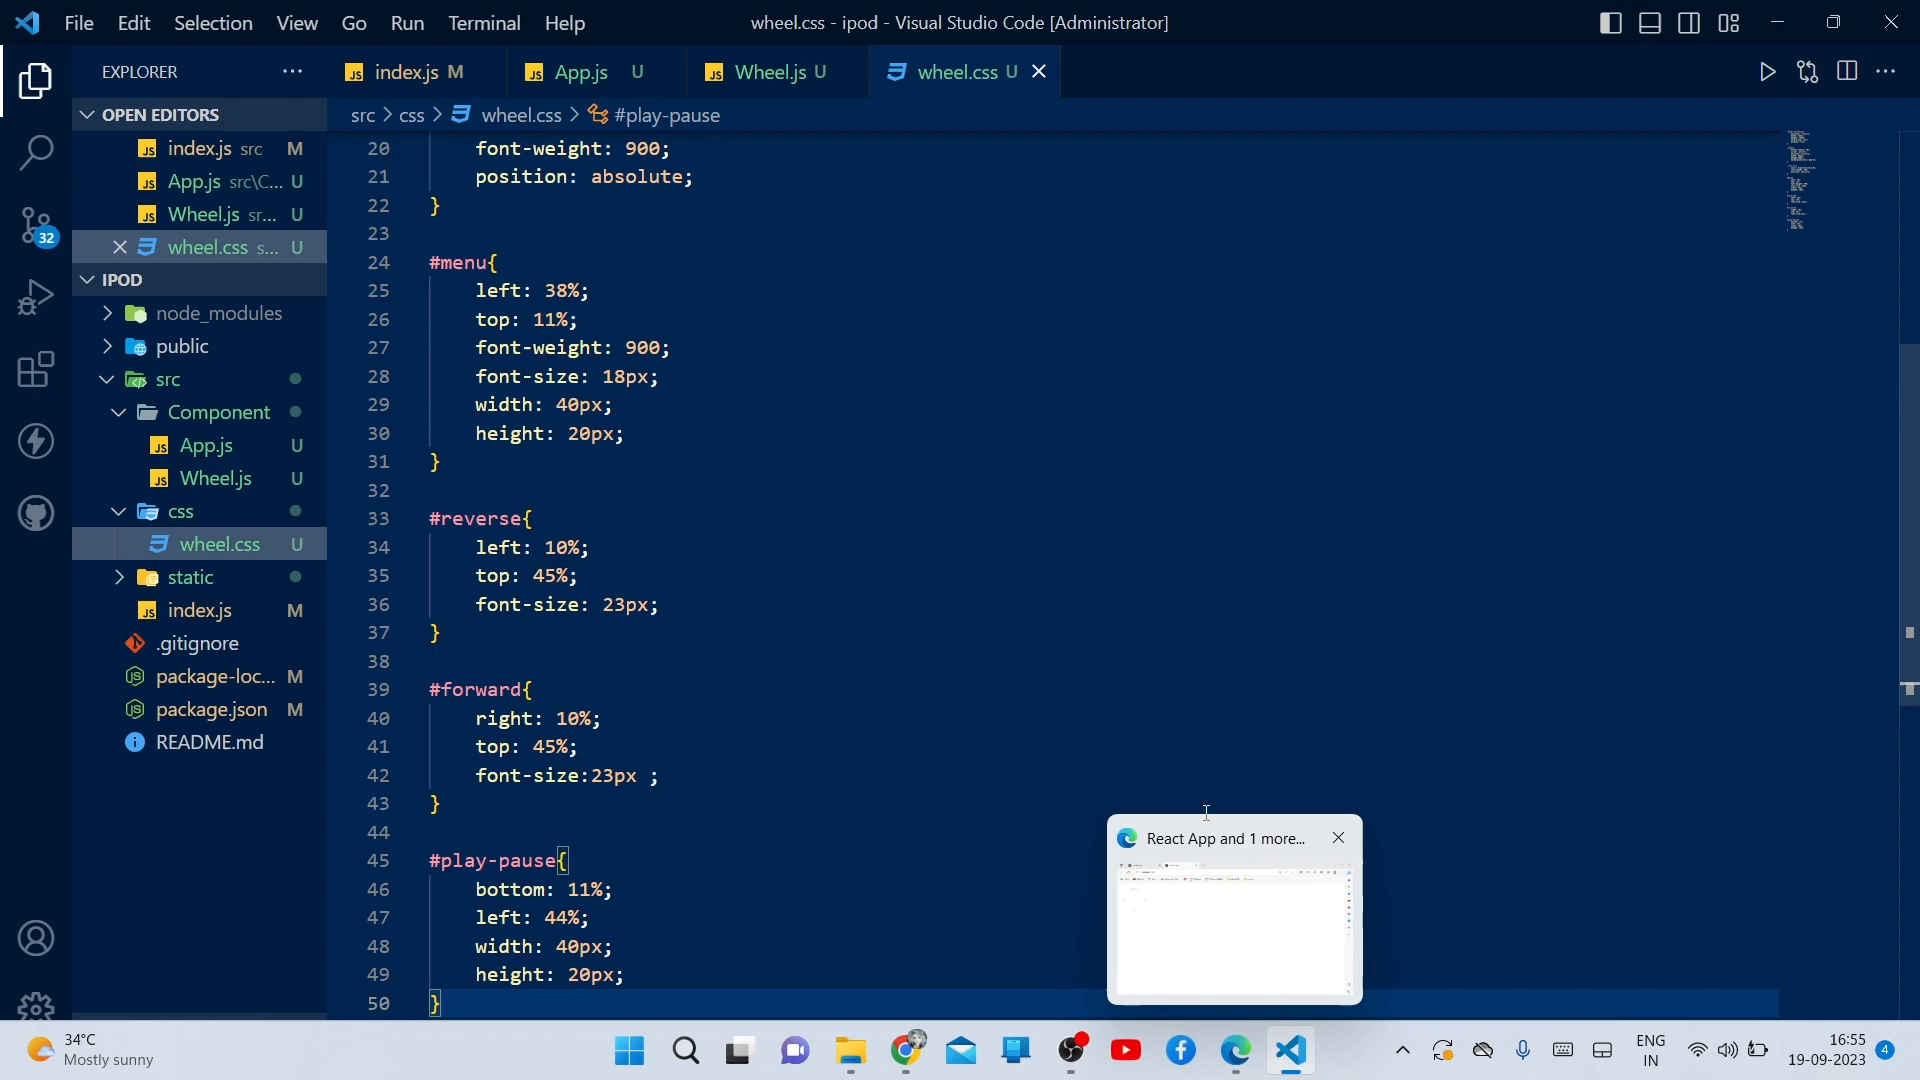 File Edit Selection View Go Run Terminal Help
wheel.css - ipod - Visual Studio Code [Administrator]
EXPLORER
index.js M
App.js U
Wheel.js U
wheel.css U
OPEN EDITORS
index.js src M
App.js src\C... U
Wheel.js sr... U
wheel.css s... U
IPOD
node_modules
public
src
Component
App.js U
Wheel.js U
css
wheel.css U
static
index.js M
.gitignore
package-loc... M
package.json M
README.md
32
src > css > wheel.css > #play-pause
20 font-weight: 900;
21 position: absolute;
22 }
23
24 #menu{
25 left: 38%;
26 top: 11%;
27 font-weight: 900;
28 font-size: 18px;
29 width: 40px;
30 height: 20px;
31 }
32
33 #reverse{
34 left: 10%;
35 top: 45%;
36 font-size: 23px;
37 }
38
39 #forward{
40 right: 10%;
41 top: 45%;
42 font-size:23px ;
43 }
44
45 #play-pause{
46 bottom: 11%;
47 left: 44%;
48 width: 40px;
49 height: 20px;
50 }
React App and 1 more...
34°C
Mostly sunny
ENG
IN
16:55
19-09-2023
4